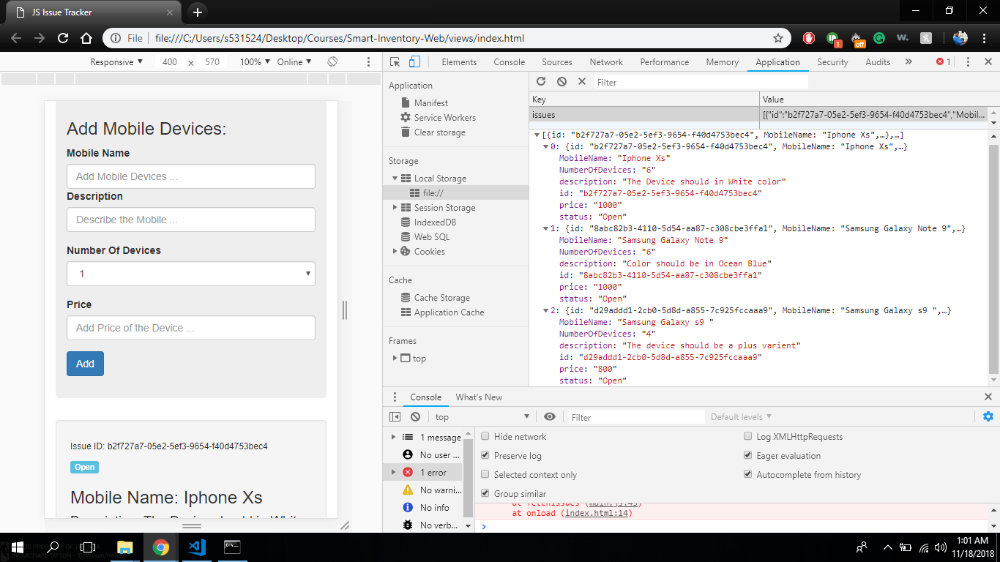 JS Issue Tracker
File
file:///C:/Users/s531524/Desktop/Courses/Smart-Inventory-Web/views/index.html
1
off
w.
Responsive
400
×
570
100%
Online
Elements
Console
Sources
Network
Performance
Memory
Application
Security
Audits
»
1
Add Mobile Devices:
Mobile Name
Add Mobile Devices ...
Description
Describe the Mobile ...
Number Of Devices
1
Price
Add Price of the Device ...
Add
Issue ID: b2f727a7-05e2-5ef3-9654-f40d4753bec4
Open
Mobile Name: Iphone Xs
Application
Manifest
Service Workers
Clear storage
Storage
Local Storage
file://
Session Storage
IndexedDB
Web SQL
Cookies
Cache
Cache Storage
Application Cache
Frames
top
Filter
Key
Value
issues
[{"id":"b2f727a7-05e2-5ef3-9654-f40d4753bec4","Mobil...
[{id: "b2f727a7-05e2-5ef3-9654-f40d4753bec4", MobileName: "Iphone Xs",…},…]
0: {id: "b2f727a7-05e2-5ef3-9654-f40d4753bec4", MobileName: "Iphone Xs",…}
MobileName: "Iphone Xs"
NumberOfDevices: "6"
description: "The Device should in White color"
id: "b2f727a7-05e2-5ef3-9654-f40d4753bec4"
price: "1000"
status: "Open"
1: {id: "8abc82b3-4110-5d54-aa87-c308cbe3ffa1", MobileName: "Samsung Galaxy Note 9",…}
MobileName: "Samsung Galaxy Note 9"
NumberOfDevices: "6"
description: "Color should be in Ocean Blue"
id: "8abc82b3-4110-5d54-aa87-c308cbe3ffa1"
price: "1000"
status: "Open"
2: {id: "d29addd1-2cb0-5d8d-a855-7c925fccaaa9", MobileName: "Samsung Galaxy s9 ",…}
MobileName: "Samsung Galaxy s9 "
NumberOfDevices: "4"
description: "The device should be a plus varient"
id: "d29addd1-2cb0-5d8d-a855-7c925fccaaa9"
price: "800"
status: "Open"
Console
What's New
top
Filter
Default levels
1 message
No user ...
1 error
No warni...
No info
No verb...
Hide network
Preserve log
Selected context only
Group similar
Log XMLHttpRequests
Eager evaluation
Autocomplete from history
at fetchIssues (main.js:45)
at onload (index.html:14)
1:01 AM
11/18/2018